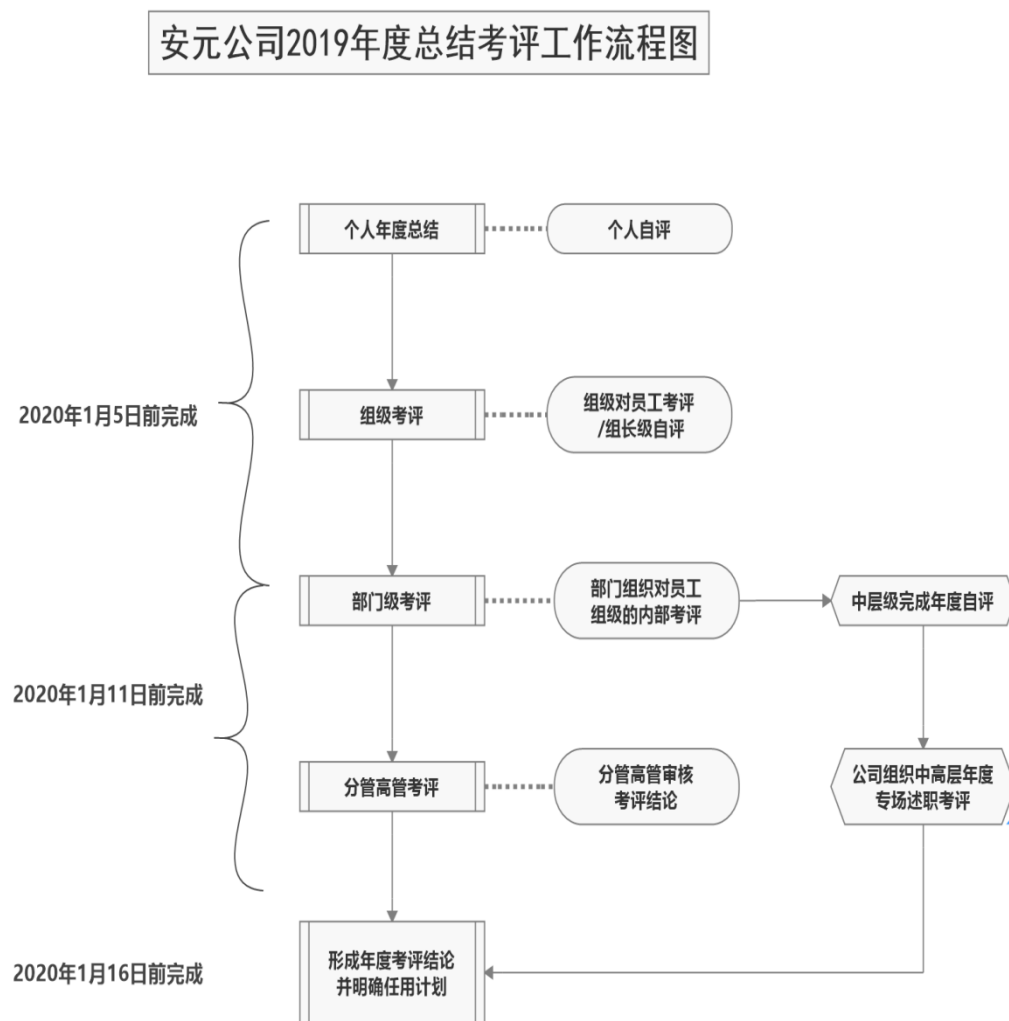 安元公司2019年度总结考评工作流程图
个人年度总结
个人自评
2020年1月5日前完成
组级考评
组级对员工考评
/组长级自评
部门级考评
部门组织对员工
组级的内部考评
中层级完成年度自评
2020年1月11日前完成
分管高管考评
分管高管审核
考评结论
公司组织中高层年度
专场述职考评
2020年1月16日前完成
形成年度考评结论
并明确任用计划